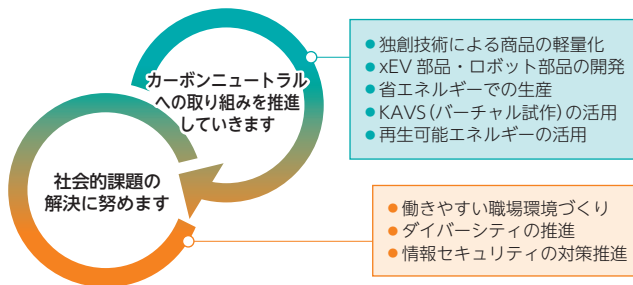 カーボンニュートラル
への取り組みを推進
していきます
● 独創技術による商品の軽量化
● xEV 部品・ロボット部品の開発
● 省エネルギーでの生産
● KAVS(バーチャル試作)の活用
● 再生可能エネルギーの活用
社会的課題の
解決に努めます
● 働きやすい職場環境づくり
● ダイバーシティの推進
● 情報セキュリティの対策推進